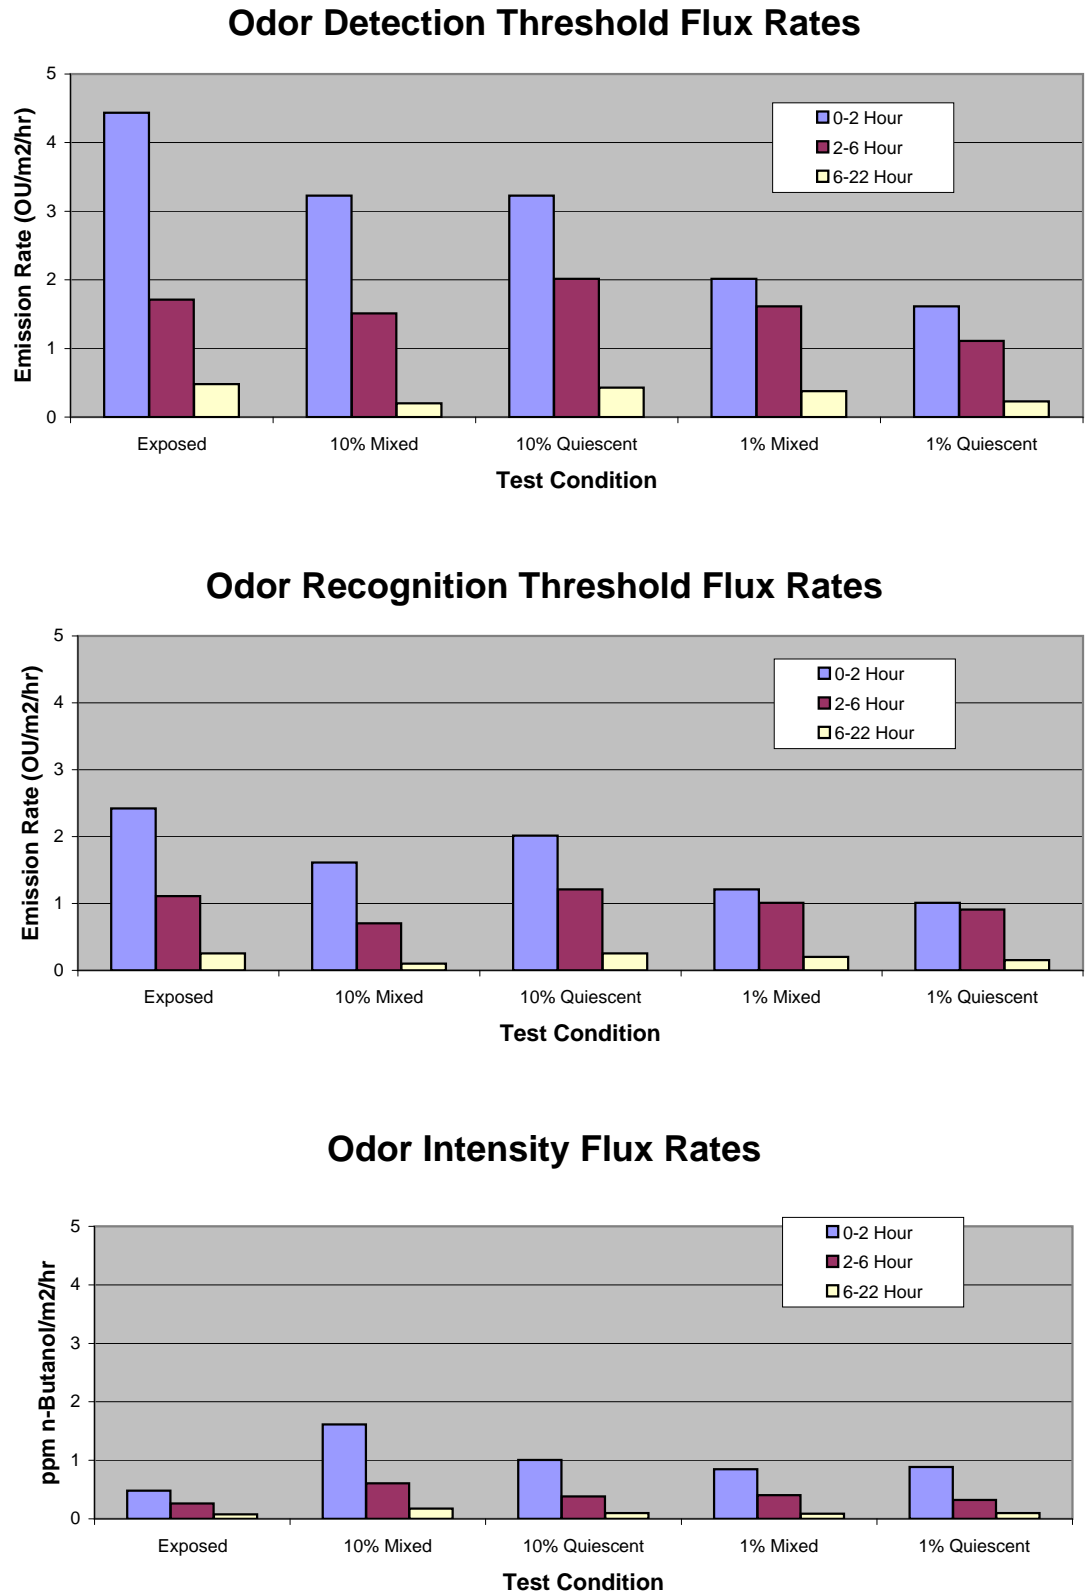 Odor Detection Threshold Flux Rates
Emission Rate (OU/m2/hr)
5
4
3
2
1
0
0-2 Hour
2-6 Hour
6-22 Hour
Exposed
10% Mixed
10% Quiescent
1% Mixed
1% Quiescent
Test Condition
Odor Recognition Threshold Flux Rates
Emission Rate (OU/m2/hr)
5
4
3
2
1
0
0-2 Hour
2-6 Hour
6-22 Hour
Exposed
10% Mixed
10% Quiescent
1% Mixed
1% Quiescent
Test Condition
Odor Intensity Flux Rates
ppm n-Butanol/m2/hr
5
4
3
2
1
0
0-2 Hour
2-6 Hour
6-22 Hour
Exposed
10% Mixed
10% Quiescent
1% Mixed
1% Quiescent
Test Condition